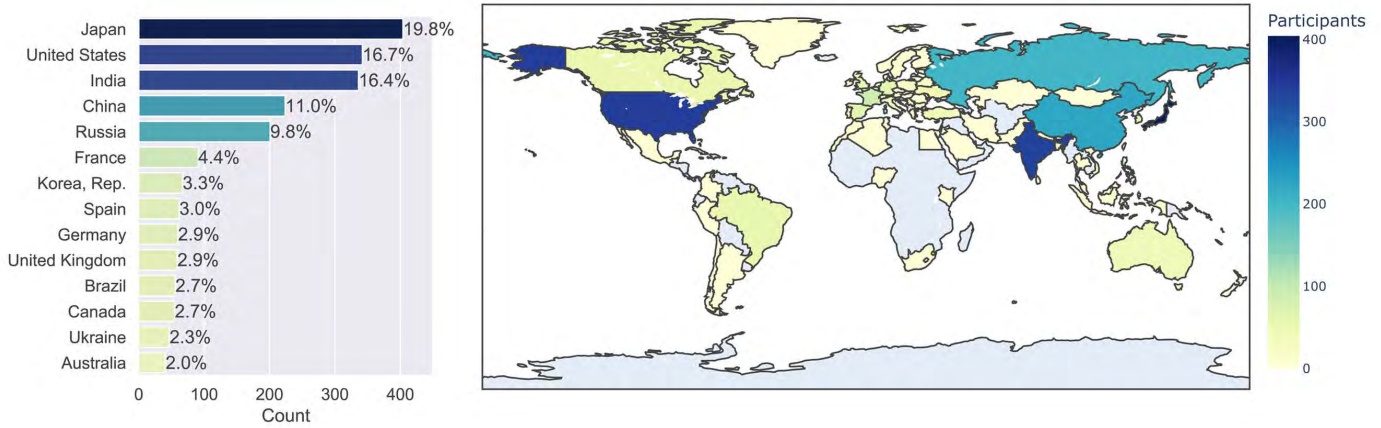 Japan 19.8%
United States 16.7%
India 16.4%
China 11.0%
Russia 9.8%
France 4.4%
Korea, Rep. 3.3%
Spain 3.0%
Germany 2.9%
United Kingdom 2.9%
Brazil 2.7%
Canada 2.7%
Ukraine 2.3%
Australia 2.0%
0 100 200 300 400
Count
Participants
400
300
200
100
0